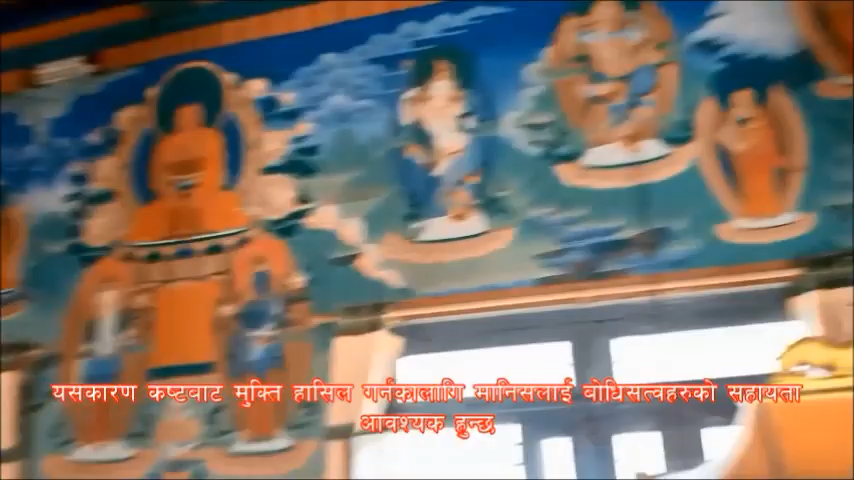 यसकारण कष्टबाट मुक्ति हासिल गर्नकालागि मानिसलाई बोधिसत्वहरुको सहायता
आवश्यक हुन्छ